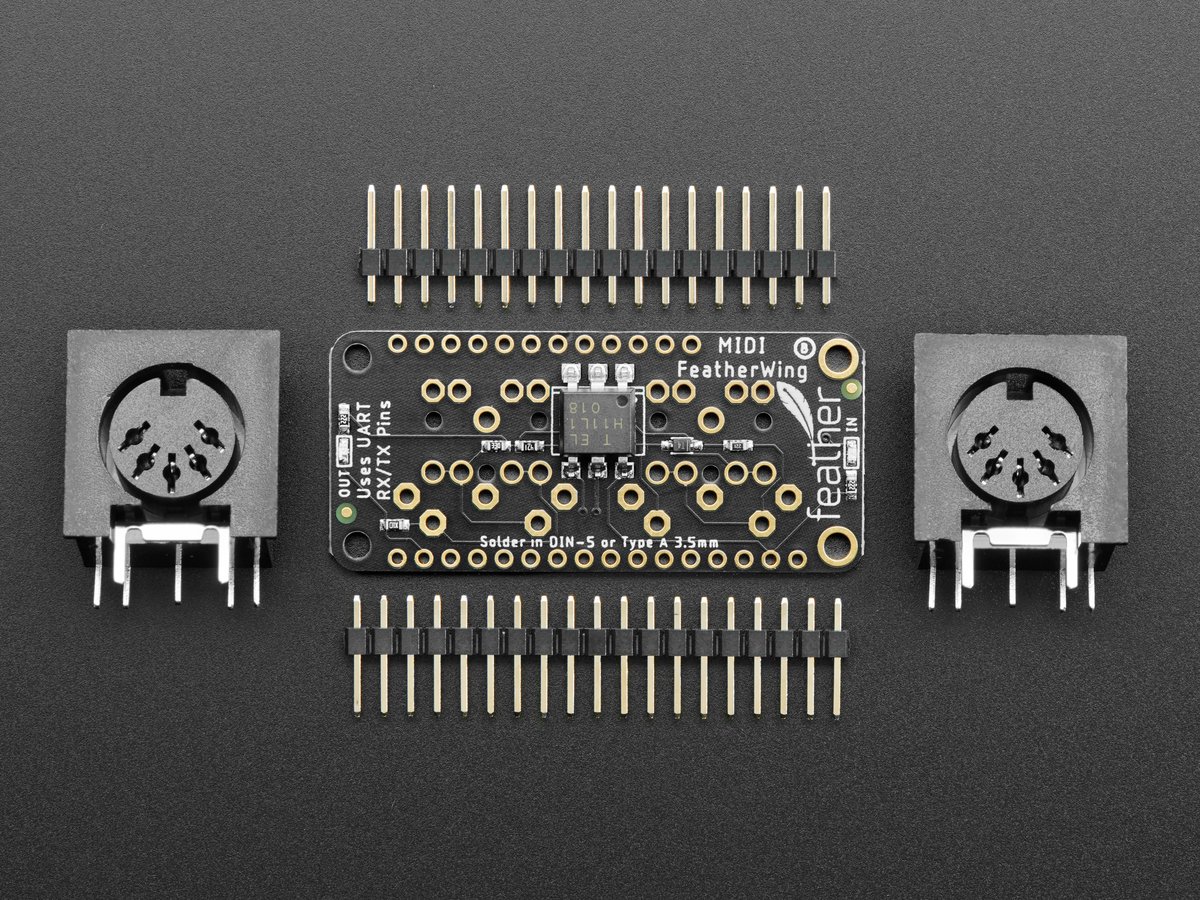 MIDI B
FeatherWing
feather
OUT
Uses UART
RX/TX Pins
T EL
H11L1
018
IN
Solder in DIN-5 or Type A 3.5mm